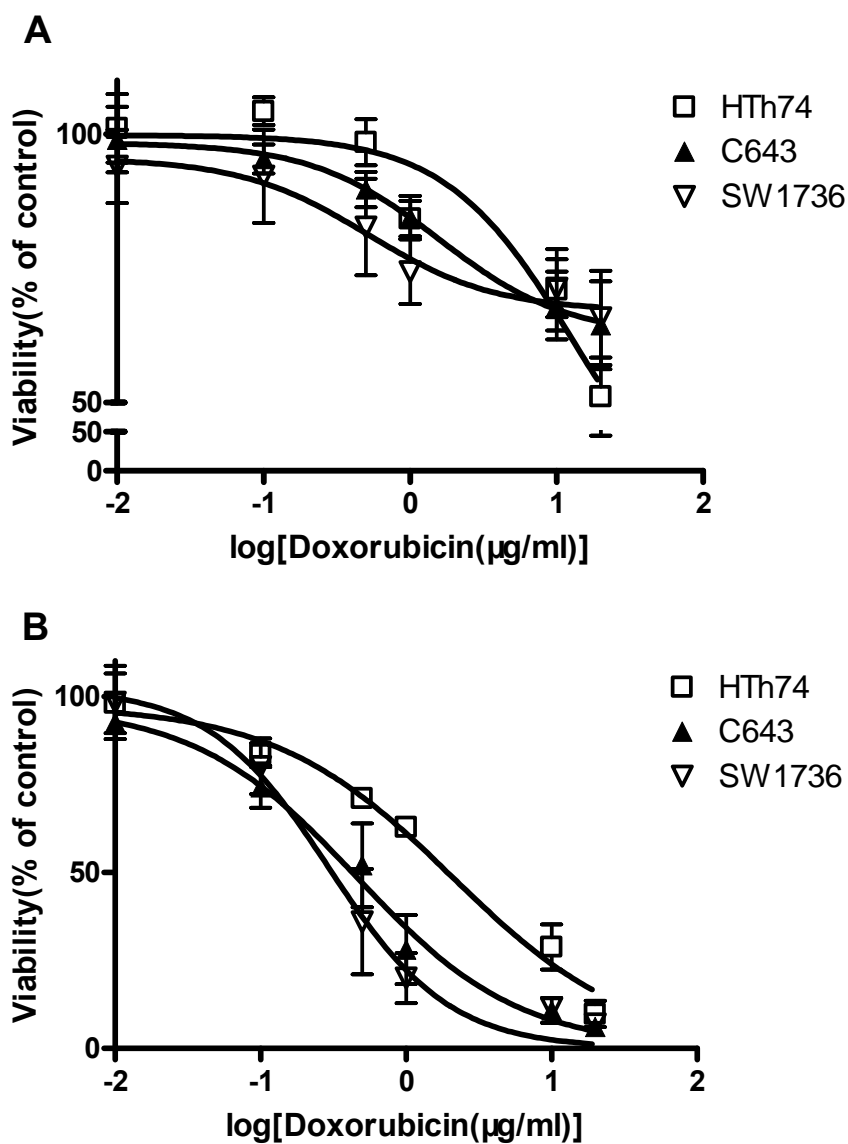 A
Viability(% of control)
100
50
50
0
-2 -1 0 1 2
log[Doxorubicin(µg/ml)]
HTh74
C643
SW1736
B
Viability(% of control)
100
50
0
-2 -1 0 1 2
log[Doxorubicin(µg/ml)]
HTh74
C643
SW1736